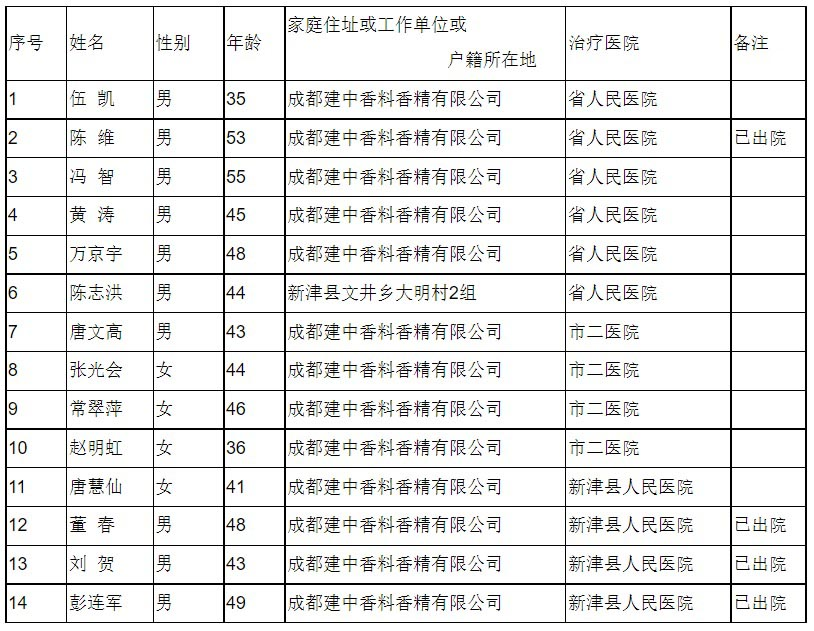 序号 姓名 性别 年龄 家庭住址或工作单位或 治疗医院 备注
户籍所在地
1 伍 凯 男 35 成都建中香料香精有限公司 省人民医院
2 陈 维 男 53 成都建中香料香精有限公司 省人民医院 已出院
3 冯 智 男 55 成都建中香料香精有限公司 省人民医院
4 黄 涛 男 45 成都建中香料香精有限公司 省人民医院
5 万京宇 男 48 成都建中香料香精有限公司 省人民医院
6 陈志洪 男 44 新津县文井乡大明村2组 省人民医院
7 唐文高 男 43 成都建中香料香精有限公司 市二医院
8 张光会 女 44 成都建中香料香精有限公司 市二医院
9 常翠萍 女 46 成都建中香料香精有限公司 市二医院
10 赵明虹 女 36 成都建中香料香精有限公司 市二医院
11 唐慧仙 女 41 成都建中香料香精有限公司 新津县人民医院
12 董 春 男 48 成都建中香料香精有限公司 新津县人民医院 已出院
13 刘 贺 男 43 成都建中香料香精有限公司 新津县人民医院 已出院
14 彭连军 男 49 成都建中香料香精有限公司 新津县人民医院 已出院